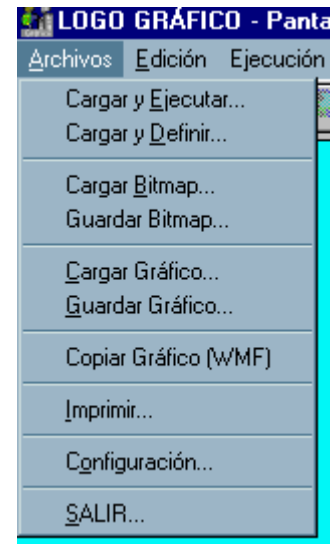 LOGO GRÁFICO - Panta
Archivos Edición Ejecución
Cargar y Ejecutar...
Cargar y Definir...
Cargar Bitmap...
Guardar Bitmap...
Cargar Gráfico...
Guardar Gráfico...
Copiar Gráfico (WMF)
Imprimir...
Configuración...
SALIR...